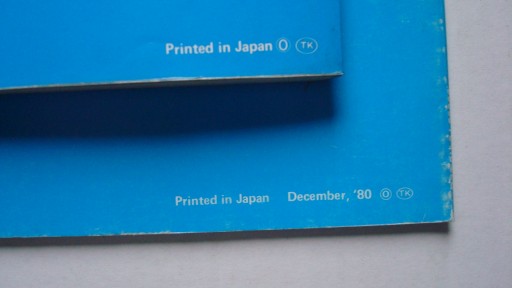 Printed in Japan O TK
Printed in Japan December, '80 O TK